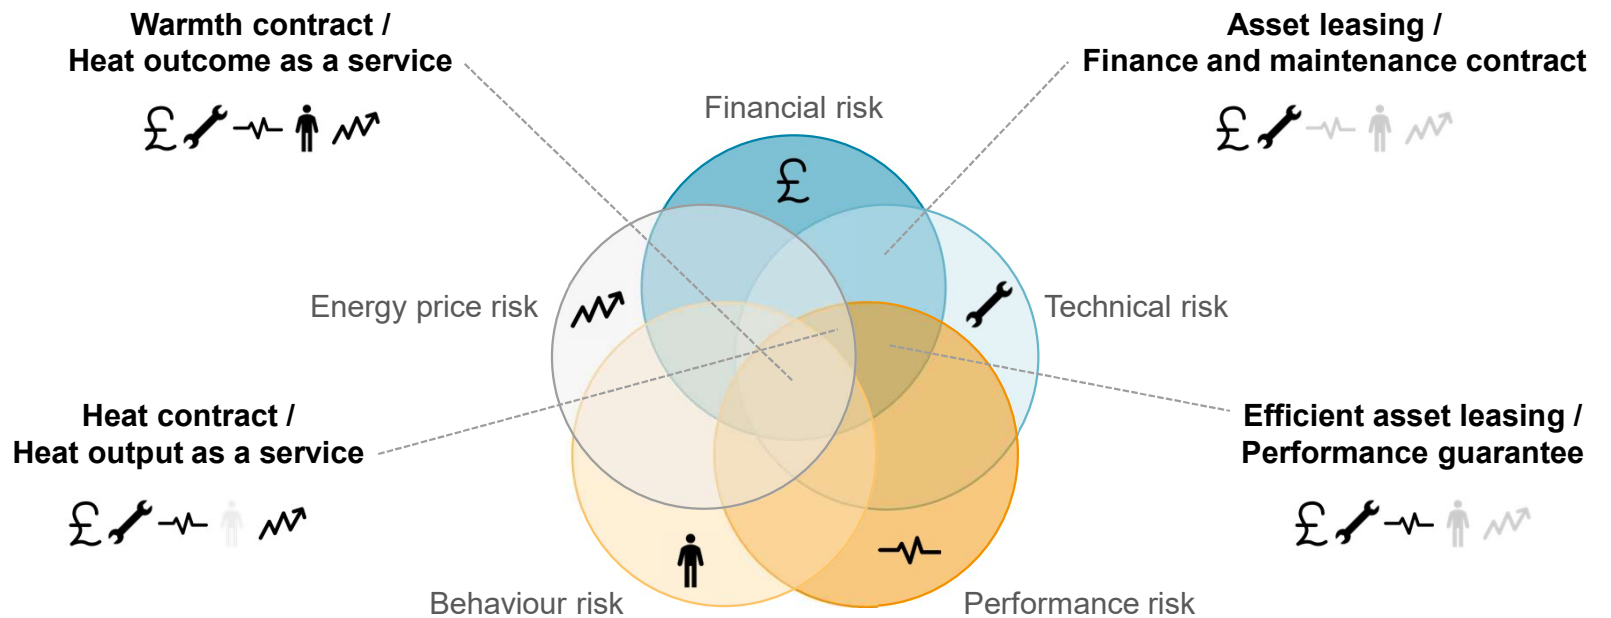 Warmth contract /
Heat outcome as a service
£
Asset leasing /
Finance and maintenance contract
£
Financial risk
£
Energy price risk
Technical risk
Heat contract /
Heat output as a service
£
Efficient asset leasing /
Performance guarantee
£
Behaviour risk
Performance risk